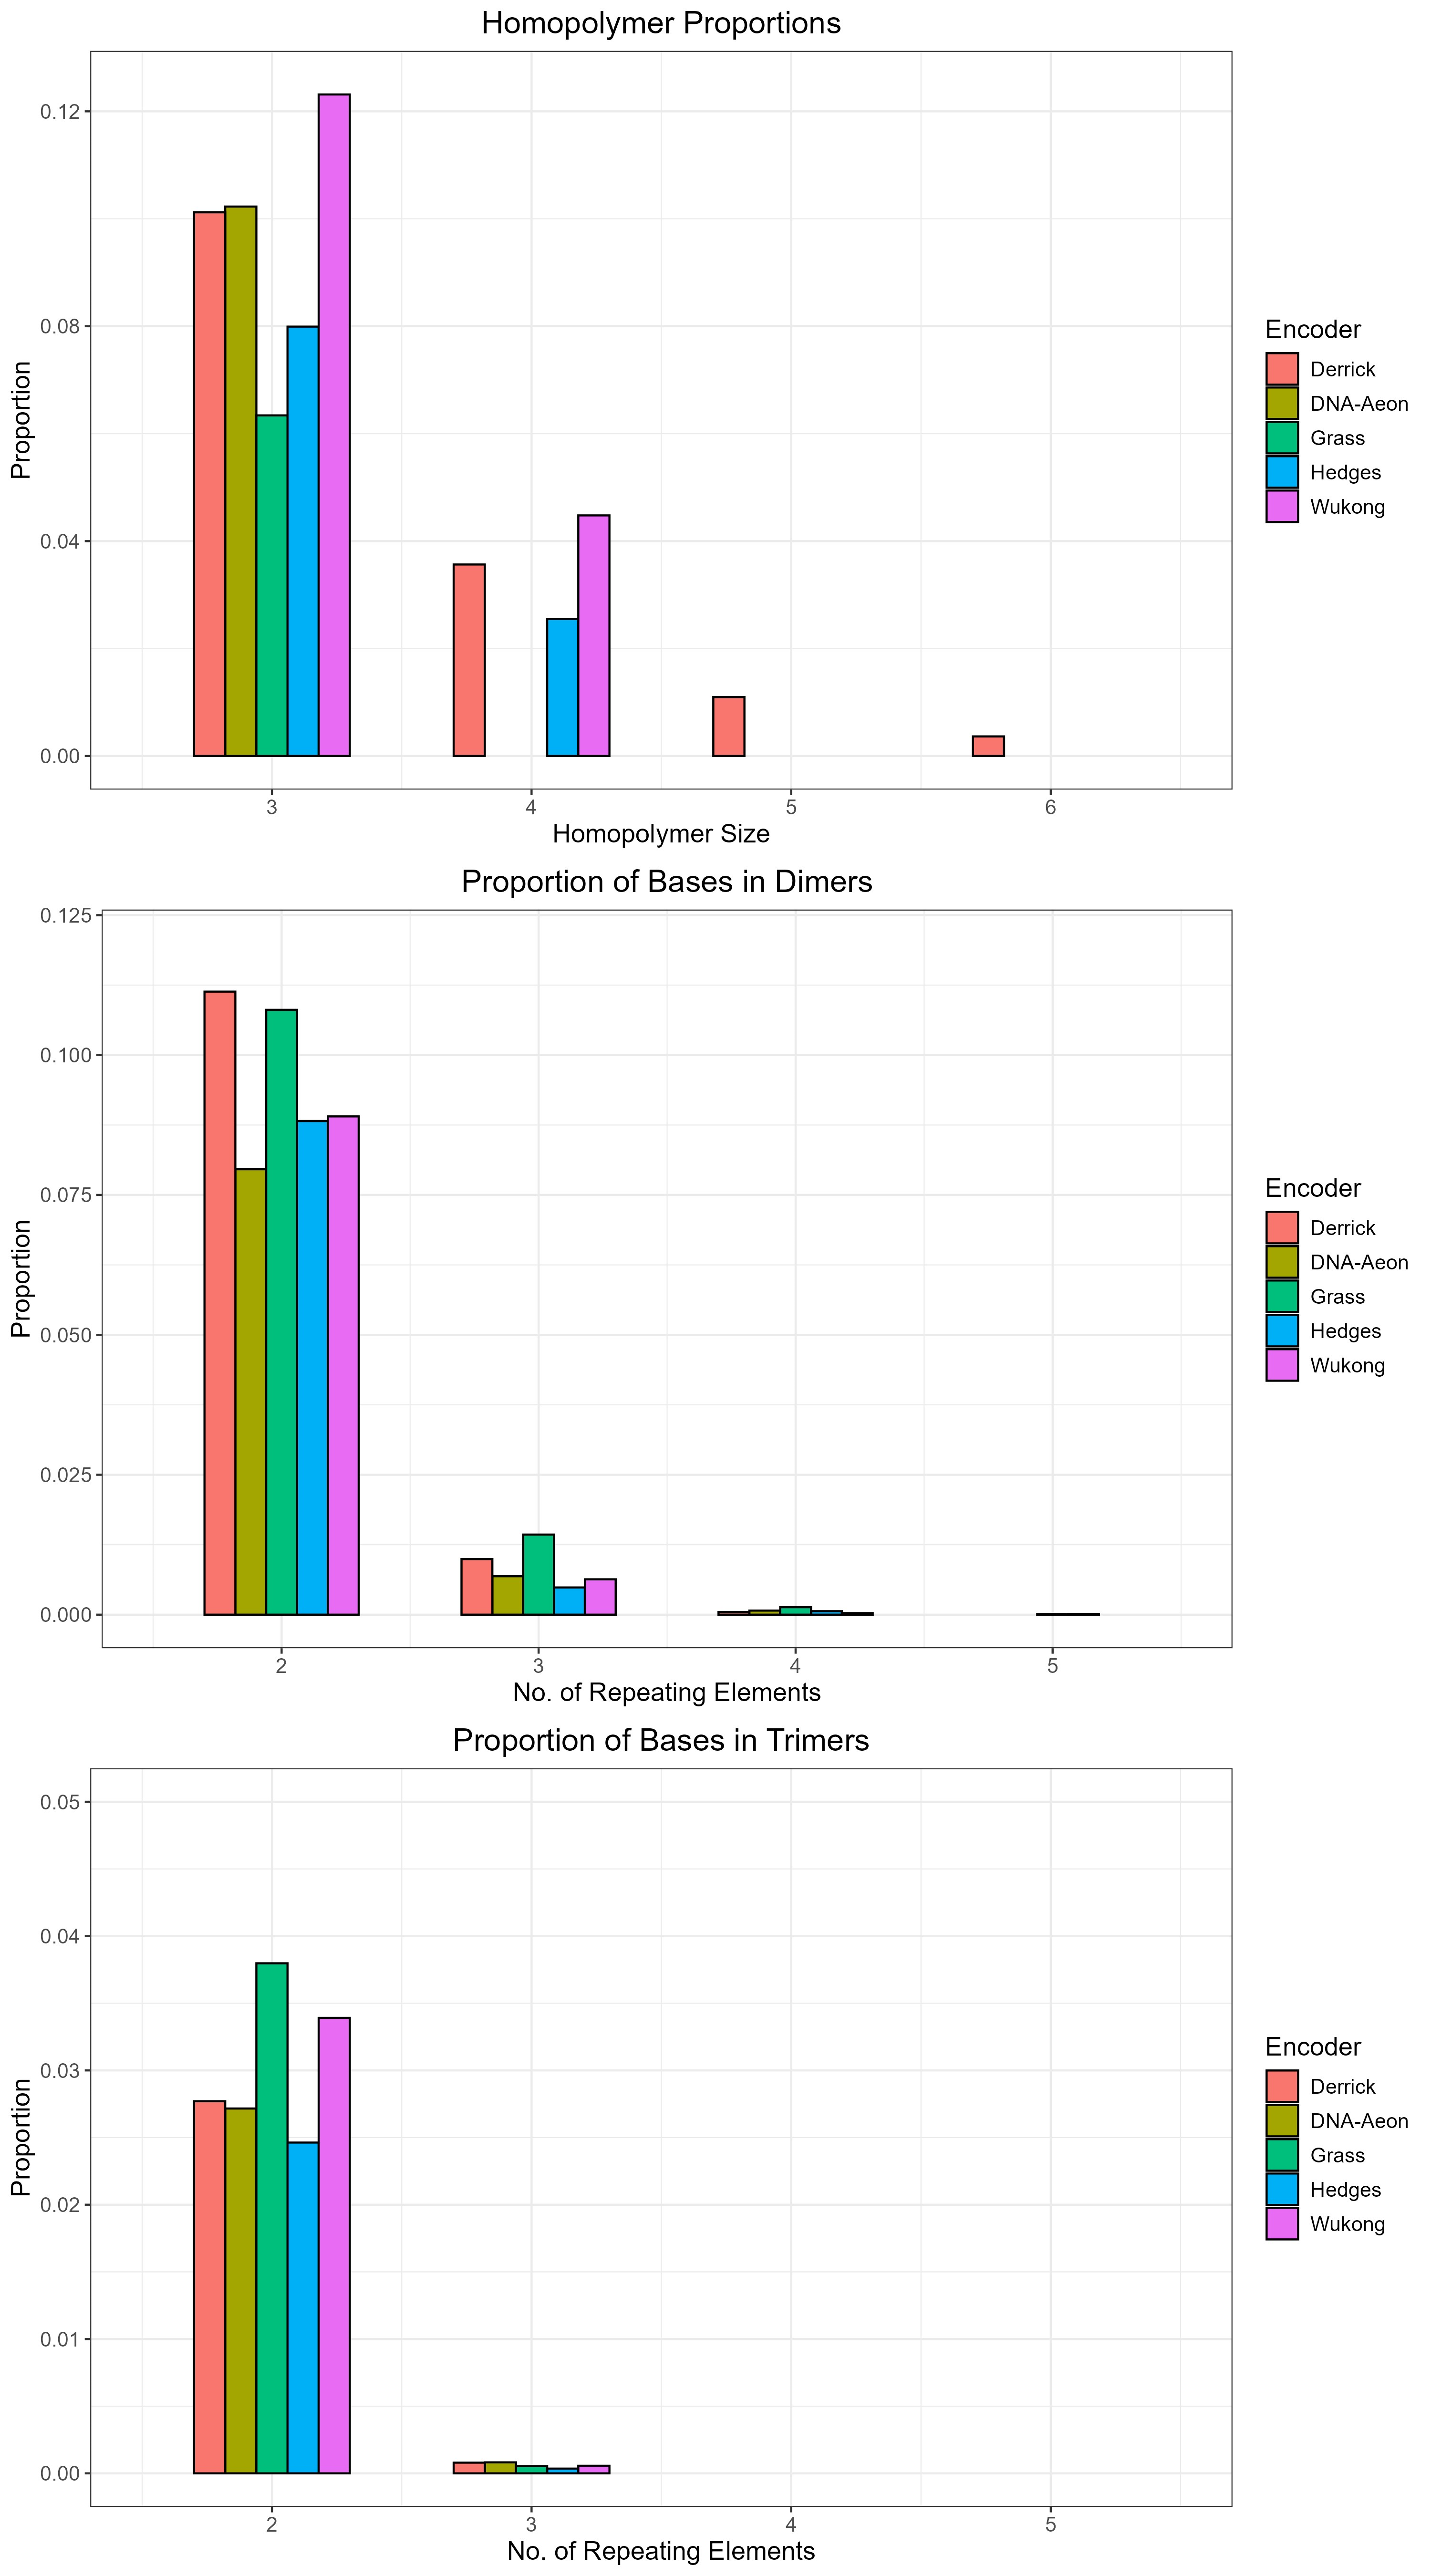 Homopolymer Proportions
0.12
0.08
0.04
0.00
Proportion
3 4 5 6
Homopolymer Size
Encoder
Derrick
DNA-Aeon
Grass
Hedges
Wukong
Proportion of Bases in Dimers
0.125
0.100
0.075
0.050
0.025
0.000
Proportion
2 3 4 5
No. of Repeating Elements
Encoder
Derrick
DNA-Aeon
Grass
Hedges
Wukong
Proportion of Bases in Trimers
0.05
0.04
0.03
0.02
0.01
0.00
Proportion
2 3 4 5
No. of Repeating Elements
Encoder
Derrick
DNA-Aeon
Grass
Hedges
Wukong